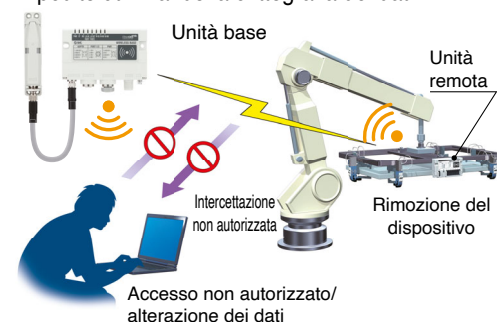 Unità base
Unità
remota
Intercettazione
non autorizzata
Rimozione del
dispositivo
Accesso non autorizzato/
alterazione dei dati